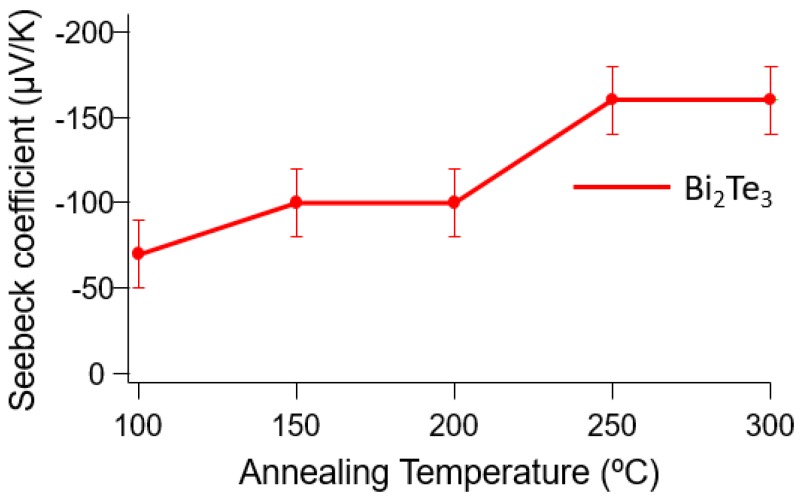 Seebeck coefficient (µV/K)
-200
-150
-100
-50
0
Bi₂Te₃
100 150 200 250 300
Annealing Temperature (ºC)